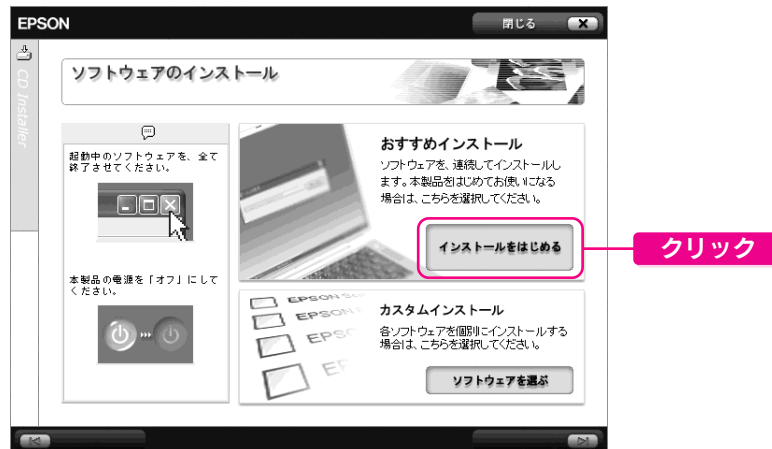 EPSON
閉じる
CD Installer
ソフトウェアのインストール
起動中のソフトウェアを、全て
終了させてください。
本製品の電源を「オフ」にして
ください。
おすすめインストール
ソフトウェアを、連続してインストールし
ます。本製品をはじめてお使いになる
場合は、こちらを選択してください。
インストールをはじめる
クリック
EPSON
EPSON
EPSO
EP
カスタムインストール
各ソフトウェアを個別にインストールする
場合は、こちらを選択してください。
ソフトウェアを選ぶ